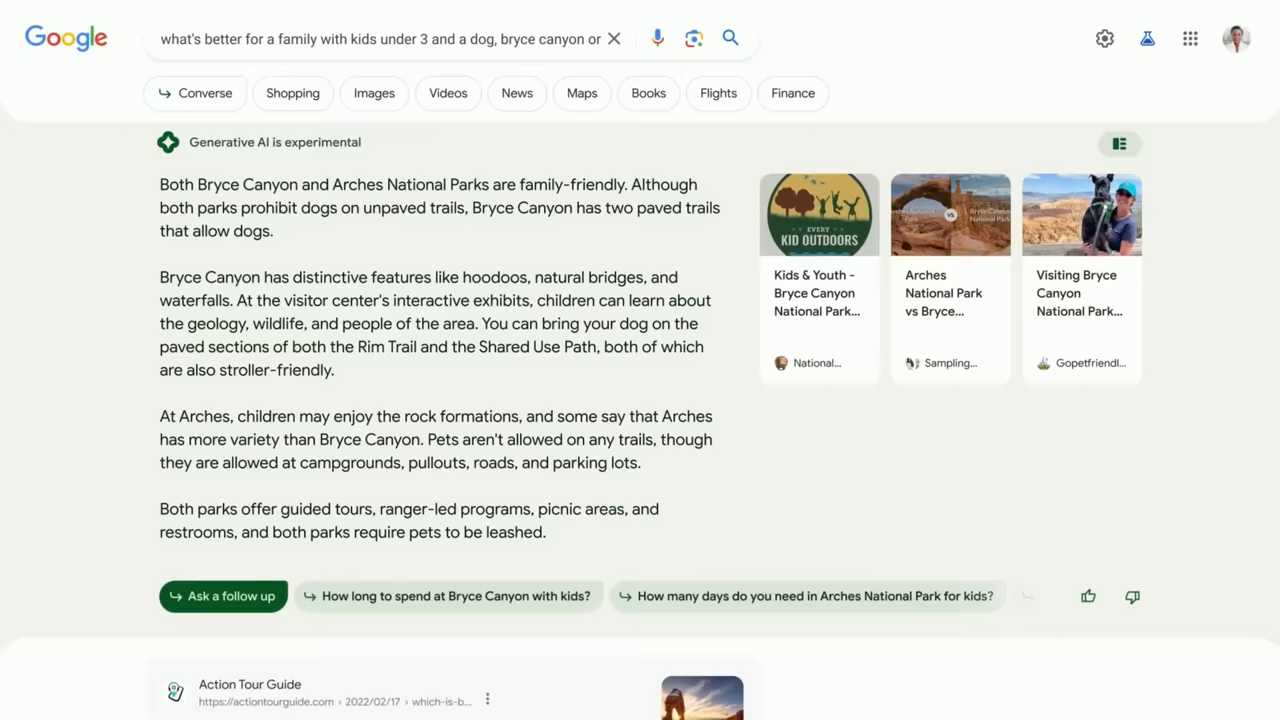 Google
what's better for a family with kids under 3 and a dog, bryce canyon or
Converse
Shopping
Images
Videos
News
Maps
Books
Flights
Finance
Generative AI is experimental
Both Bryce Canyon and Arches National Parks are family-friendly. Although
both parks prohibit dogs on unpaved trails, Bryce Canyon has two paved trails
that allow dogs.
Bryce Canyon has distinctive features like hoodoos, natural bridges, and
waterfalls. At the visitor center's interactive exhibits, children can learn about
the geology, wildlife, and people of the area. You can bring your dog on the
paved sections of both the Rim Trail and the Shared Use Path, both of which
are also stroller-friendly.
At Arches, children may enjoy the rock formations, and some say that Arches
has more variety than Bryce Canyon. Pets aren't allowed on any trails, though
they are allowed at campgrounds, pullouts, roads, and parking lots.
Both parks offer guided tours, ranger-led programs, picnic areas, and
restrooms, and both parks require pets to be leashed.
EVERY
KID OUTDOORS
Kids & Youth -
Bryce Canyon
National Park...
National...
Arches National
Park
VS
Bryce Canyon
National Park
Arches
National Park
vs Bryce...
Sampling...
Visiting Bryce
Canyon
National Park...
Gopetfriendl...
Ask a follow up
How long to spend at Bryce Canyon with kids?
How many days do you need in Arches National Park for kids?
Action Tour Guide
https://actiontourguide.com › 2022/02/17 › which-is-b...